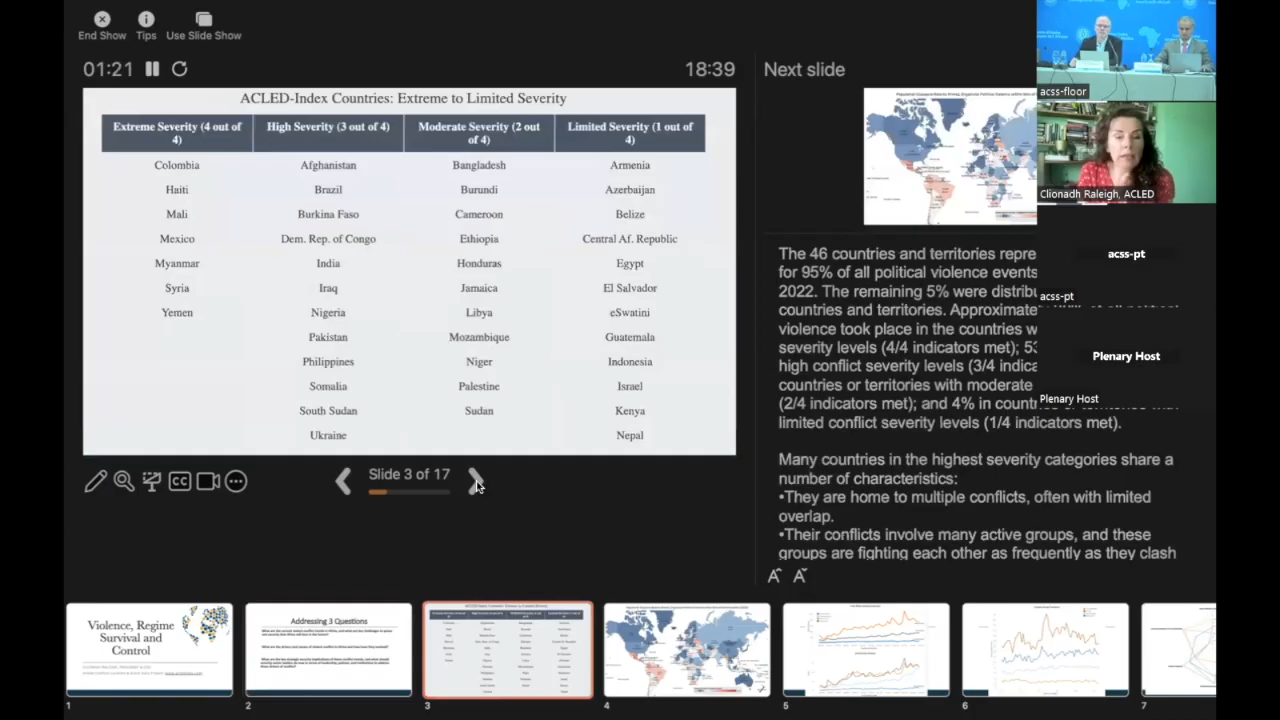 End Show
Tips
Use Slide Show
01:21
18:39
Next slide
ACLED-Index Countries: Extreme to Limited Severity
Extreme Severity (4 out of 4)
High Severity (3 out of 4)
Moderate Severity (2 out of 4)
Limited Severity (1 out of 4)
Colombia Afghanistan Bangladesh Armenia
Haiti Brazil Burundi Azerbaijan
Mali Burkina Faso Cameroon Belize
Mexico Dem. Rep. of Congo Ethiopia Central Af. Republic
Myanmar India Honduras Egypt
Syria Iraq Jamaica El Salvador
Yemen Nigeria Libya eSwatini
Pakistan Mozambique Guatemala
Philippines Niger Indonesia
Somalia Palestine Israel
South Sudan Sudan Kenya
Ukraine Nepal
CC
Slide 3 of 17
The 46 countries and territories repre
for 95% of all political violence events
2022. The remaining 5% were distribu
countries and territories. Approximate
violence took place in the countries w
severity levels (4/4 indicators met); 53
high conflict severity levels (3/4 indica
countries or territories with moderate
(2/4 indicators met); and 4% in countr
limited conflict severity levels (1/4 indicators met).
Many countries in the highest severity categories share a
number of characteristics:
•They are home to multiple conflicts, often with limited
overlap.
•Their conflicts involve many active groups, and these
groups are fighting each other as frequently as they clash
A A
acss-floor
Clionadh Raleigh, ACLED
acss-pt
acss-pt
Plenary Host
Plenary Host
Violence, Regime
Survival and
Control
Addressing 3 Questions
ACLED-Index Countries: Extreme to Limited Severity
1
2
3
4
5
6
7